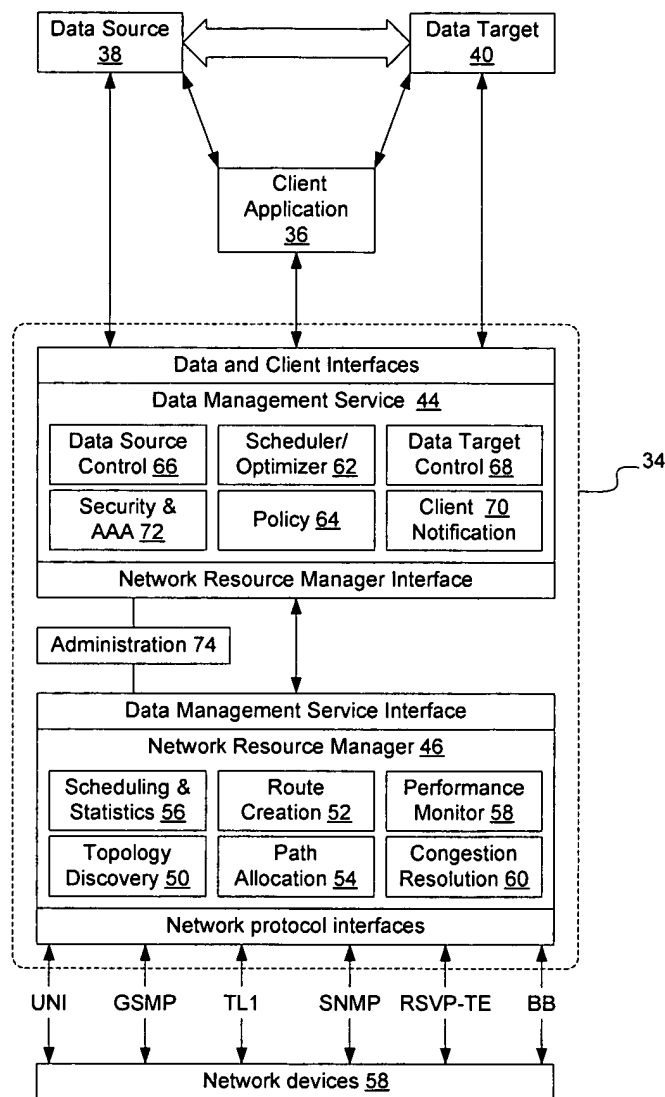 Data Source
38
Data Target
40
Client
Application
36
Data and Client Interfaces
Data Management Service 44
Data Source
Control 66
Scheduler/
Optimizer 62
Data Target
Control 68
Security &
AAA 72
Policy 64
Client 70
Notification
Network Resource Manager Interface
34
Administration 74
Data Management Service Interface
Network Resource Manager 46
Scheduling &
Statistics 56
Route
Creation 52
Performance
Monitor 58
Topology
Discovery 50
Path
Allocation 54
Congestion
Resolution 60
Network protocol interfaces
UNI
GSMP
TL1
SNMP
RSVP-TE
BB
Network devices 58